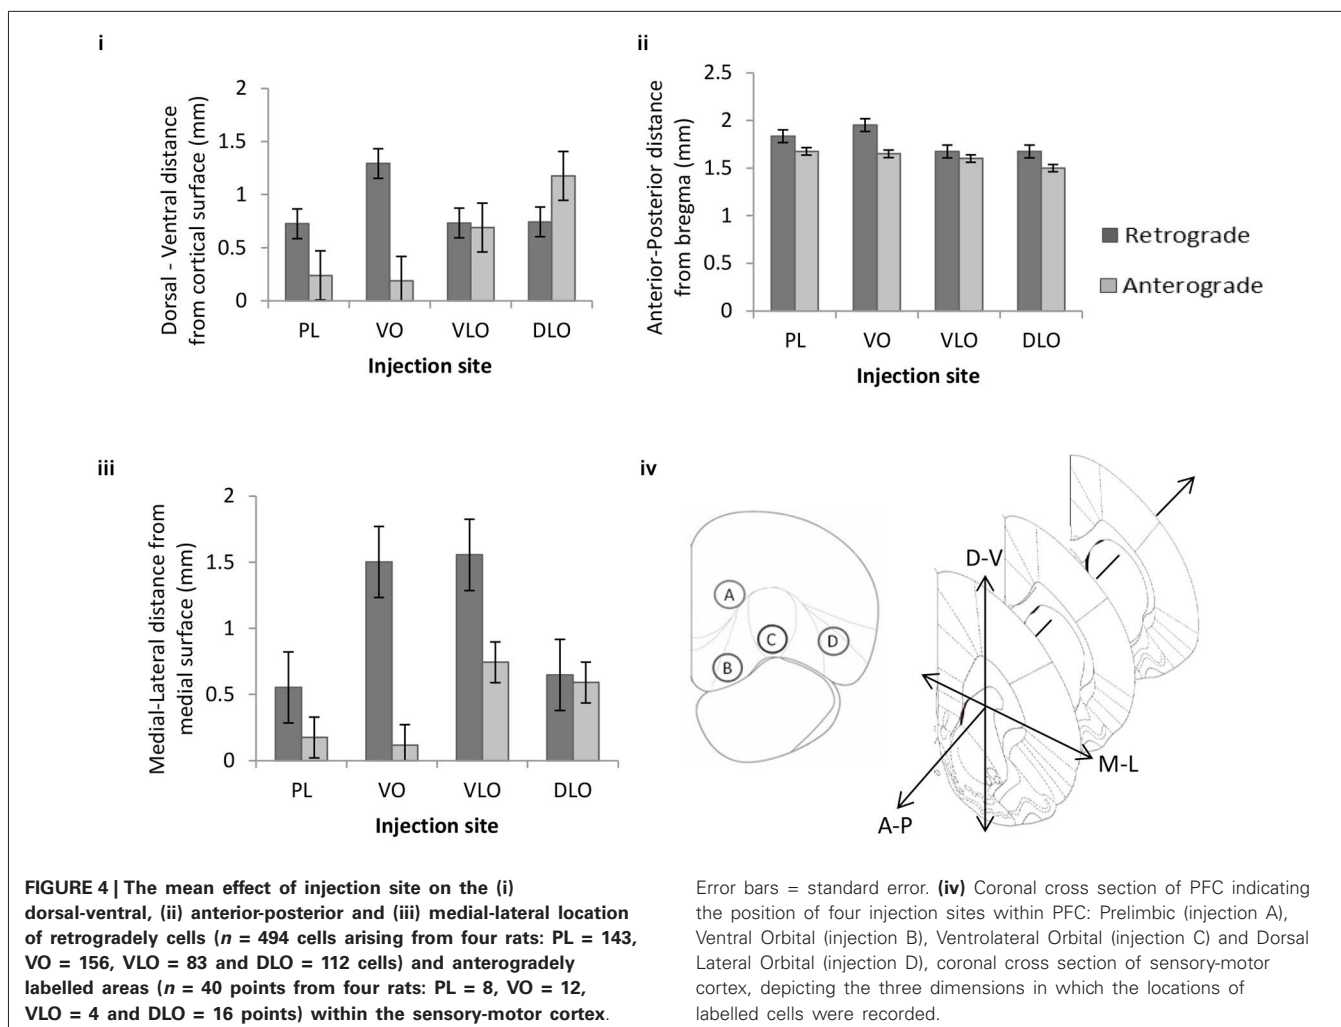 i
2
1.5
1
0.5
0
Dorsal - Ventral distance
from cortical surface (mm)
PL VO VLO DLO
Injection site
ii
2.5
2
1.5
1
0.5
0
Anterior-Posterior distance
from bregma (mm)
PL VO VLO DLO
Injection site
Retrograde
Anterograde
iii
2
1.5
1
0.5
0
Medial-Lateral distance from
medial surface (mm)
PL VO VLO DLO
Injection site
iv
A
B
C
D
D-V
M-L
A-P
FIGURE 4 | The mean effect of injection site on the (i)
dorsal-ventral, (ii) anterior-posterior and (iii) medial-lateral location
of retrogradely cells (n = 494 cells arising from four rats: PL = 143,
VO = 156, VLO = 83 and DLO = 112 cells) and anterogradely
labelled areas (n = 40 points from four rats: PL = 8, VO = 12,
VLO = 4 and DLO = 16 points) within the sensory-motor cortex.
Error bars = standard error. (iv) Coronal cross section of PFC indicating
the position of four injection sites within PFC: Prelimbic (injection A),
Ventral Orbital (injection B), Ventrolateral Orbital (injection C) and Dorsal
Lateral Orbital (injection D), coronal cross section of sensory-motor
cortex, depicting the three dimensions in which the locations of
labelled cells were recorded.